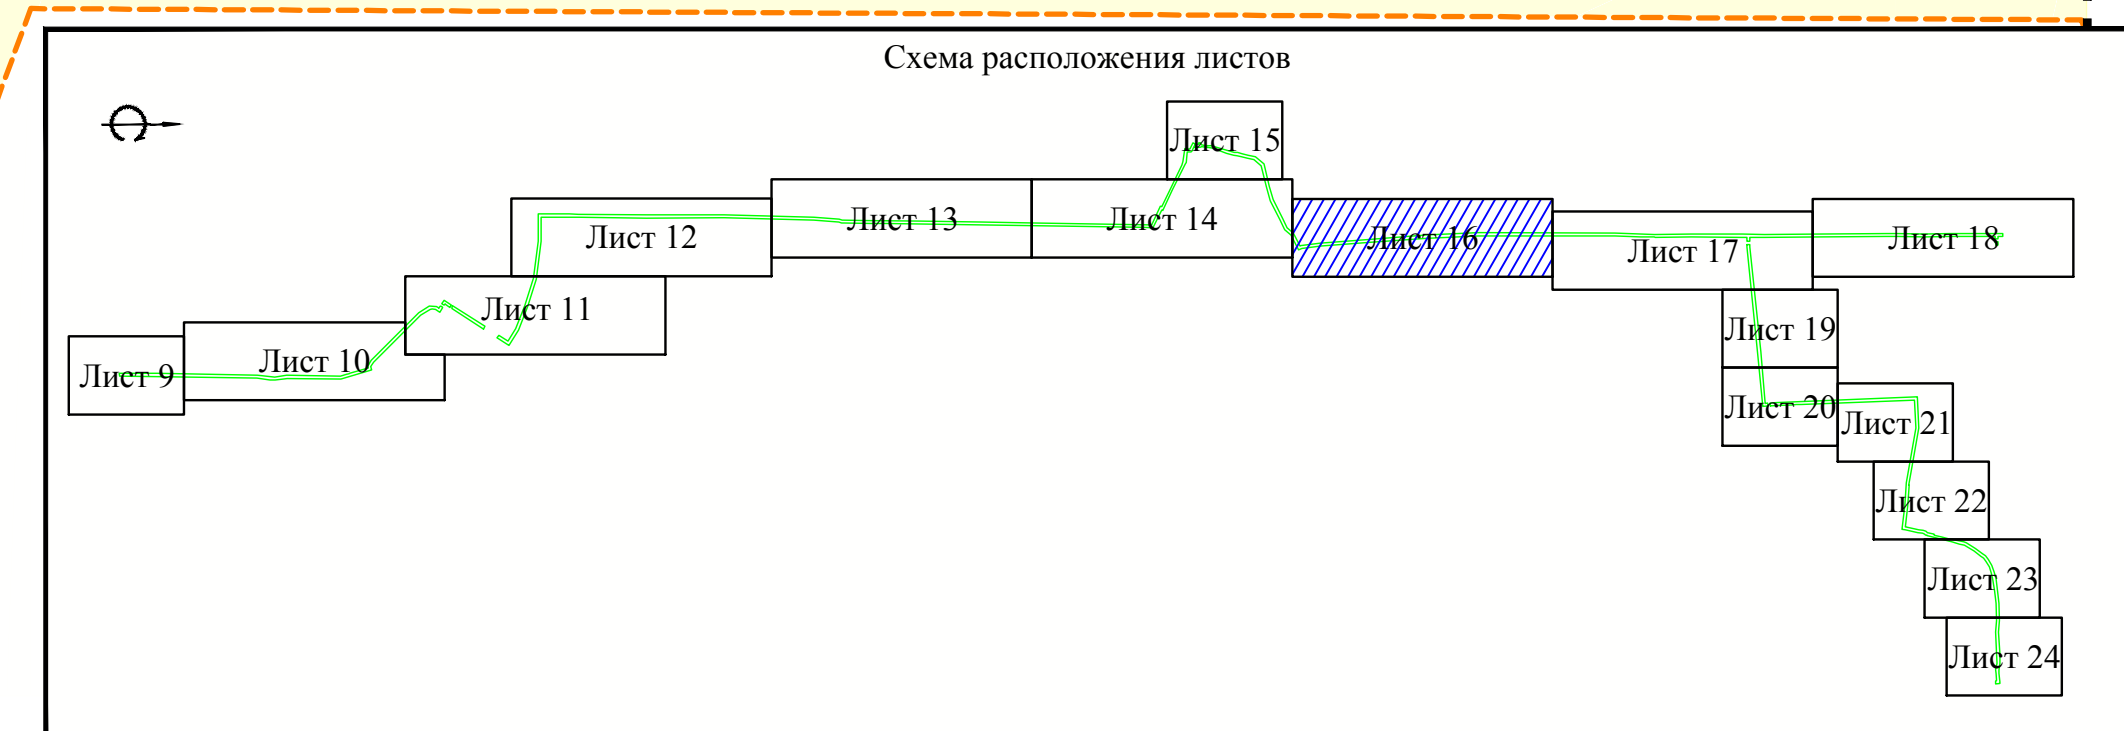 Схема расположения листов
Лист 15
Лист 13
Лист 14
Лист 12
Лист 16
Лист 17
Лист 18
Лист 11
Лист 9
Лист 10
Лист 19
Лист 20
Лист 21
Лист 22
Лист 23
Лист 24